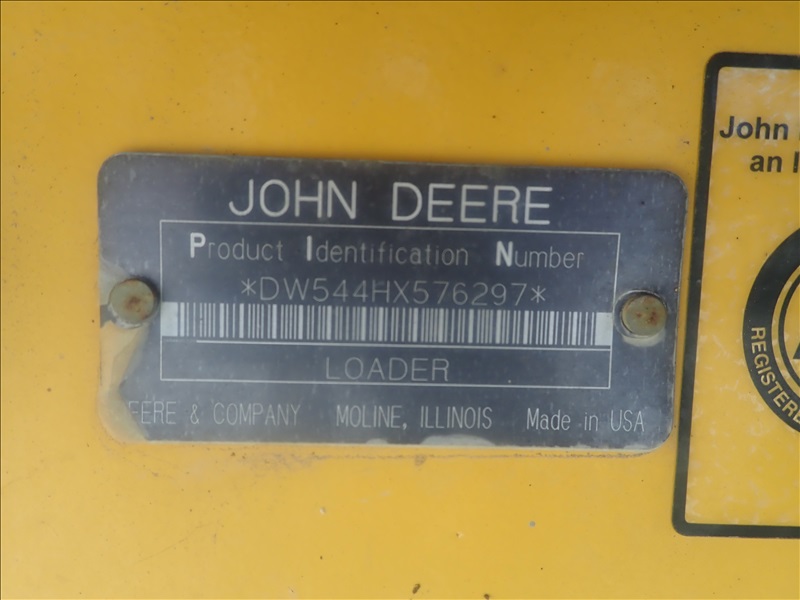 JOHN DEERE
Product Identification Number
*DW544HX576297*
LOADER
EERE & COMPANY MOLINE, ILLINOIS Made in USA
John
an
REGISTERE